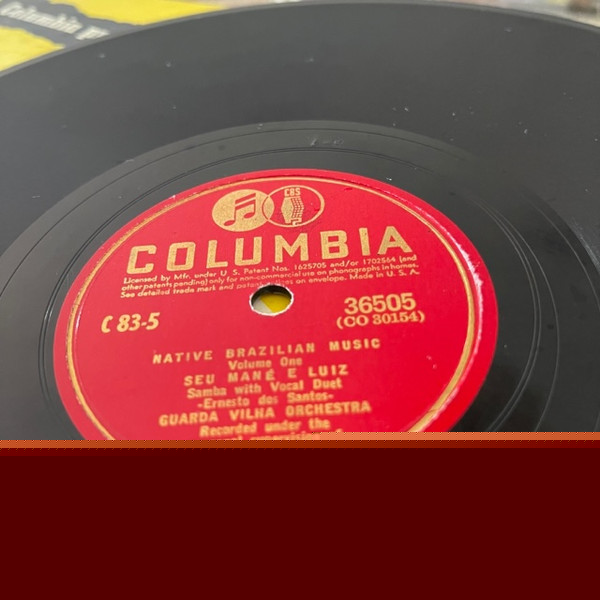 Columbia
CBS
COLUMBIA
Licensed by Mfr. under U. S. Patent Nos. 1625705 and/or 1702564 (and
other patents pending) only for non-commercial use on phonographs in homes.
See detailed trade mark and patent notices on envelope. Made in U. S. A.
C 83-5
36505
(CO 30154)
NATIVE BRAZILIAN MUSIC
Volume One
SEU MANÉ E LUIZ
Samba with Vocal Duet
-Ernesto dos Santos-
GUARDA VILHA ORCHESTRA
Recorded under the